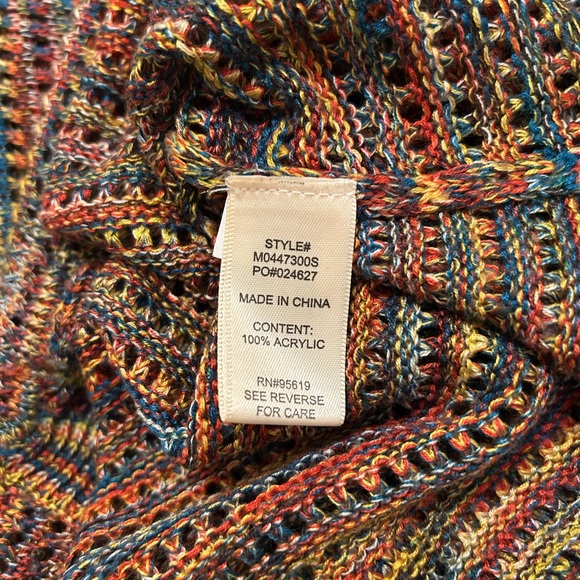 STYLE#
M0447300S
PO#024627
MADE IN CHINA
CONTENT:
100% ACRYLIC
RN#95619
SEE REVERSE
FOR CARE